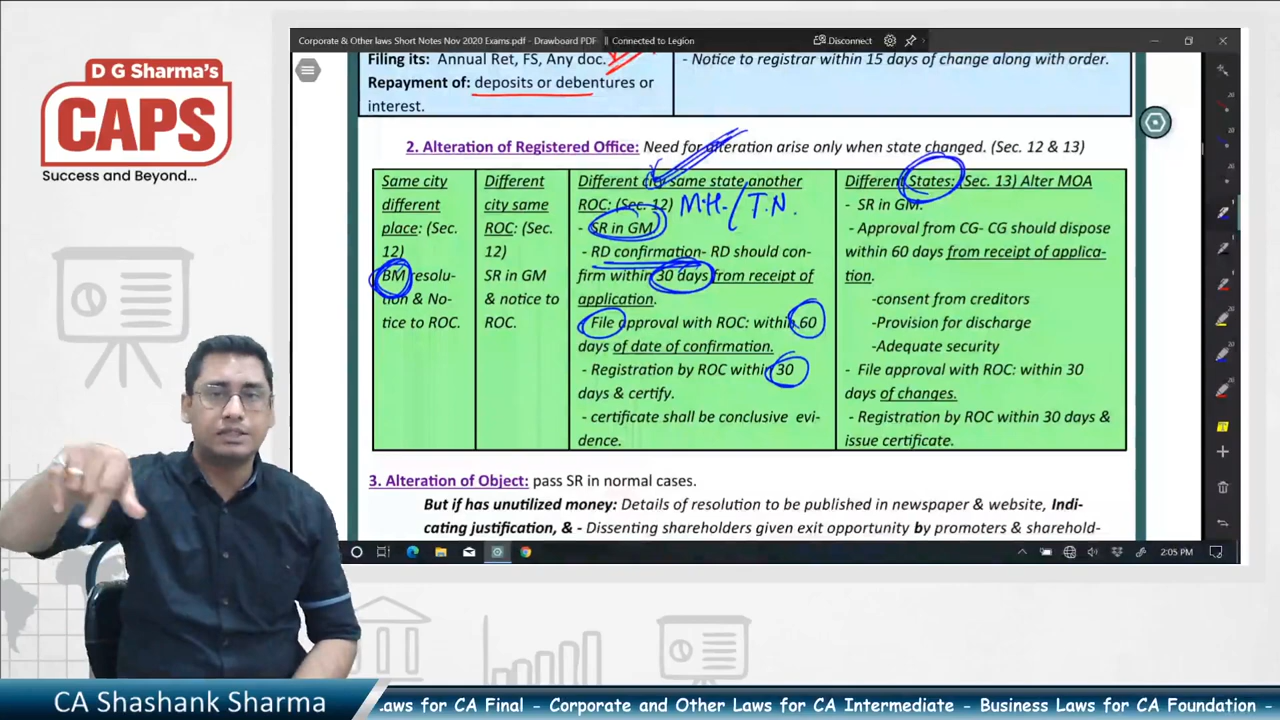 D G Sharma's
CAPS
Success and Beyond...
Corporate & Other laws Short Notes Nov 2020 Exams.pdf - Drawboard PDF
Connected to Legion
Disconnect
Filing its: Annual Ret, FS, Any doc.
Repayment of: deposits or debentures or
interest.
- Notice to registrar within 15 days of change along with order.
2. Alteration of Registered Office: Need for alteration arise only when state changed. (Sec. 12 & 13)
Same city
different
place: (Sec.
12)
BM resolu-
tion & No-
tice to ROC.
Different
city same
ROC: (Sec.
12)
SR in GM
& notice to
ROC.
Different city same state another
ROC: (Sec. 12) M.H. / T.N.
- SR in GM
- RD confirmation- RD should con-
firm within 30 days from receipt of
application.
File approval with ROC: within 60
days of date of confirmation.
- Registration by ROC within 30
days & certify.
- certificate shall be conclusive evi-
dence.
Different States: (Sec. 13) Alter MOA
- SR in GM.
- Approval from CG- CG should dispose
within 60 days from receipt of applica-
tion.
-consent from creditors
-Provision for discharge
-Adequate security
- File approval with ROC: within 30
days of changes.
- Registration by ROC within 30 days &
issue certificate.
3. Alteration of Object: pass SR in normal cases.
But if has unutilized money: Details of resolution to be published in newspaper & website, Indi-
cating justification, & - Dissenting shareholders given exit opportunity by promoters & sharehold-
2:05 PM
CA Shashank Sharma
Laws for CA Final - Corporate and Other Laws for CA Intermediate - Business Laws for CA Foundation -